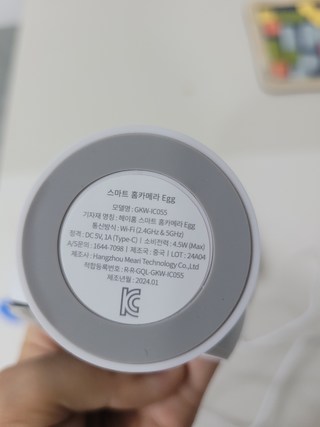 스마트 홈카메라 Egg
모델명 : GKW-IC055
기자재 명칭 : 헤이홈 스마트 홈카메라 Egg
통신방식 : Wi-Fi (2.4GHz & 5GHz)
정격 : DC 5V, 1A (Type-C) | 소비전력 : 4.5W (Max)
A/S문의 : 1644-7098 | 제조국 : 중국 | LOT : 24A04
제조사 : Hangzhou Meari Technology Co.,Ltd
적합등록번호 : R-R-GQL-GKW-IC055
제조년월 : 2024.01